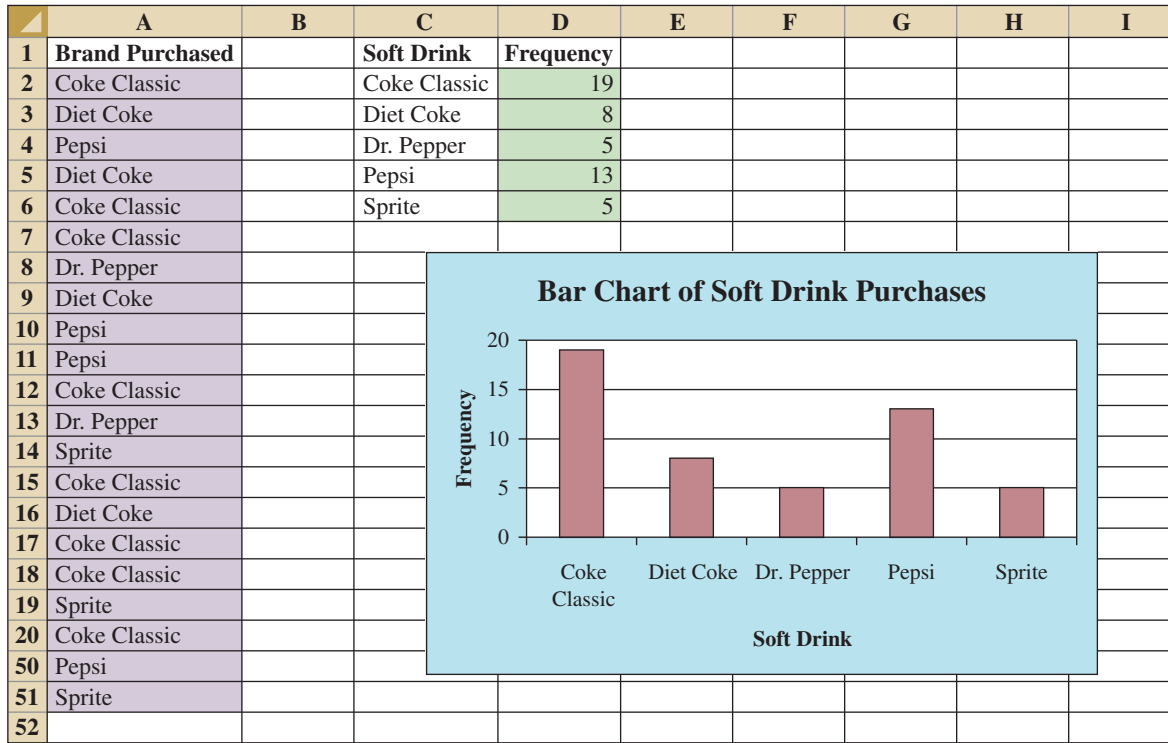 A B C D E F G H I
1 Brand Purchased Soft Drink Frequency
2 Coke Classic Coke Classic 19
3 Diet Coke Diet Coke 8
4 Pepsi Dr. Pepper 5
5 Diet Coke Pepsi 13
6 Coke Classic Sprite 5
7 Coke Classic
8 Dr. Pepper
9 Diet Coke
10 Pepsi
11 Pepsi
12 Coke Classic
13 Dr. Pepper
14 Sprite
15 Coke Classic
16 Diet Coke
17 Coke Classic
18 Coke Classic
19 Sprite
20 Coke Classic
50 Pepsi
51 Sprite
52
Bar Chart of Soft Drink Purchases
Frequency
20
15
10
5
0
Coke Diet Coke Dr. Pepper Pepsi Sprite
Classic
Soft Drink